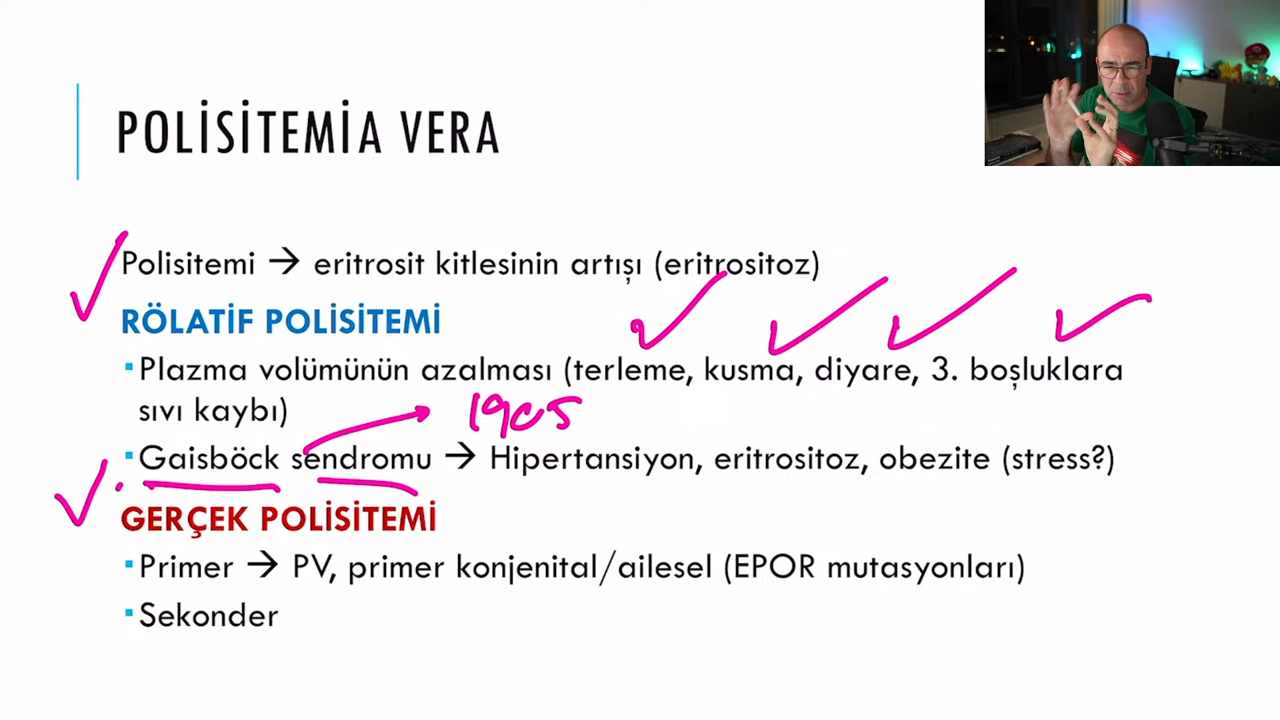 POLİSİTEMİA VERA
Polisitemi → eritrosit kitlesinin artışı (eritrositoz)
RÖLATİF POLİSİTEMİ
▪Plazma volümünün azalması (terleme, kusma, diyare, 3. boşluklara
sıvı kaybı)
1905
▪Gaisböck sendromu → Hipertansiyon, eritrositoz, obezite (stress?)
GERÇEK POLİSİTEMİ
▪Primer → PV, primer konjenital/ailesel (EPOR mutasyonları)
▪Sekonder